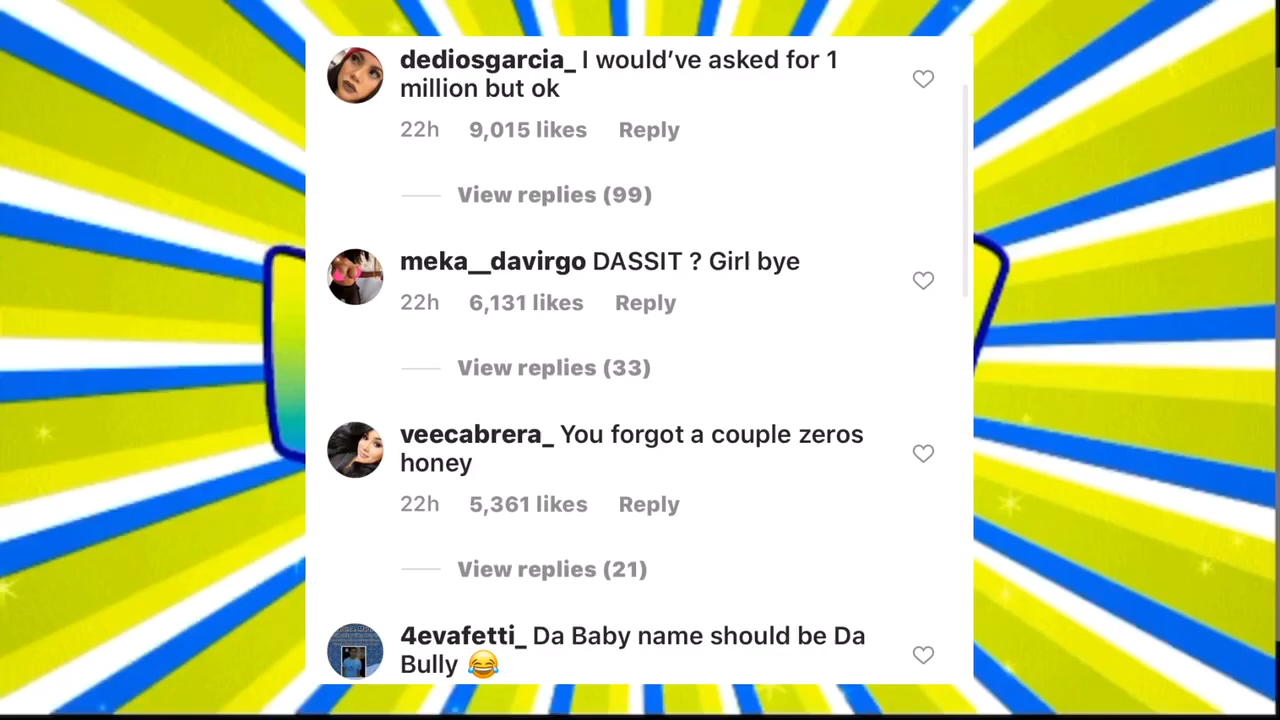 dediosgarcia_ I would’ve asked for 1
million but ok
22h 9,015 likes Reply
View replies (99)
meka__davirgo DASSIT ? Girl bye
22h 6,131 likes Reply
View replies (33)
veecabrera_ You forgot a couple zeros
honey
22h 5,361 likes Reply
View replies (21)
4evafetti_ Da Baby name should be Da
Bully 😂